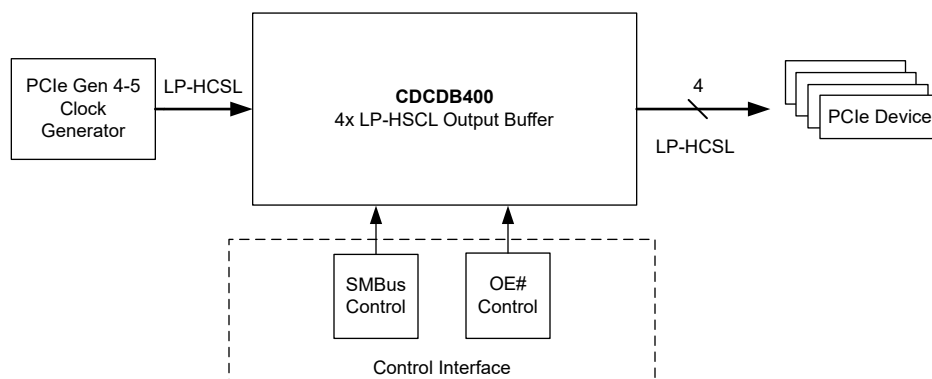 PCIe Gen 4-5
Clock
Generator
LP-HCSL
CDCDB400
4x LP-HSCL Output Buffer
4
LP-HCSL
PCIe Device
SMBus
Control
OE#
Control
Control Interface